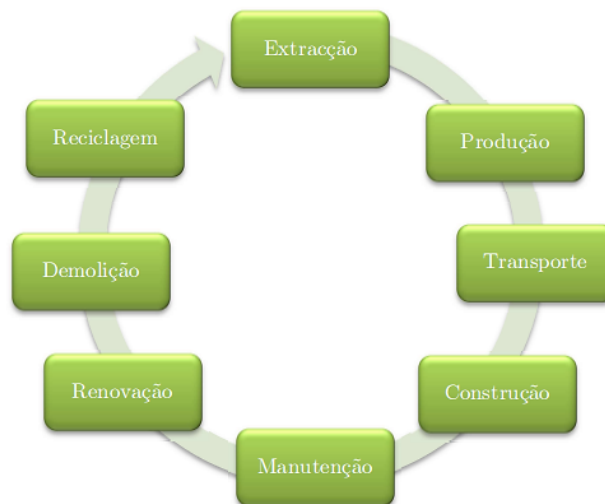 Extracção
Produção
Transporte
Construção
Manutenção
Renovação
Demolição
Reciclagem